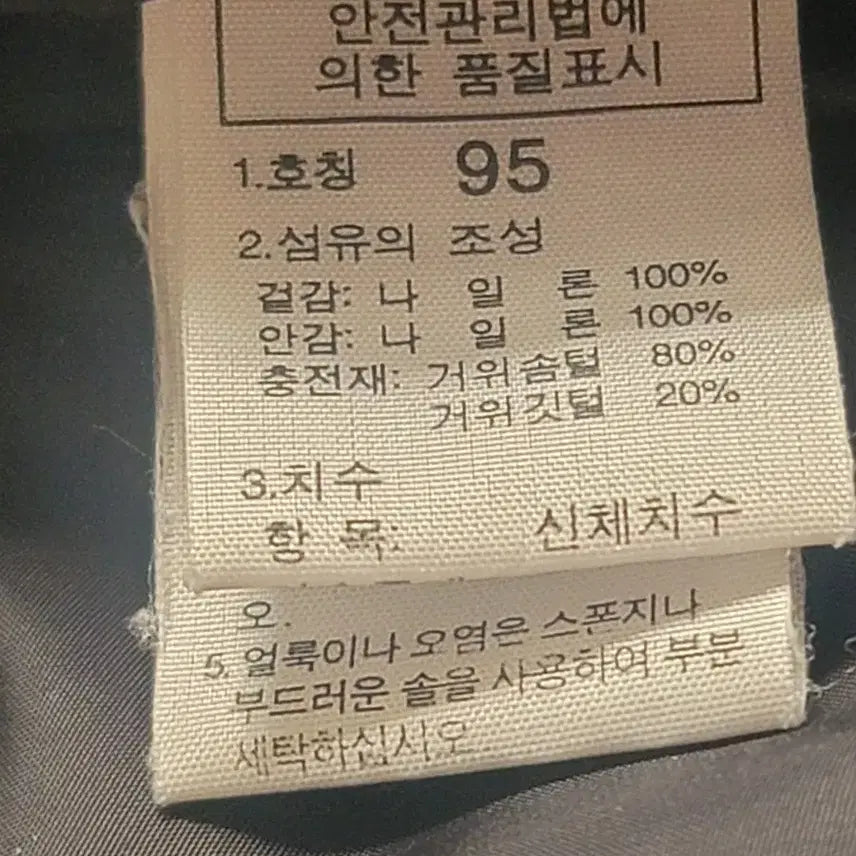 안전관리법에
의한 품질표시
1.호칭 95
2.섬유의 조성
겉감: 나 일 론 100%
안감: 나 일 론 100%
충전재: 거위솜털 80%
거위깃털 20%
3.치수
항 목: 신체치수
오.
5. 얼룩이나 오염은 스폰지나
부드러운 솔을 사용하여 부분
세탁하십시오